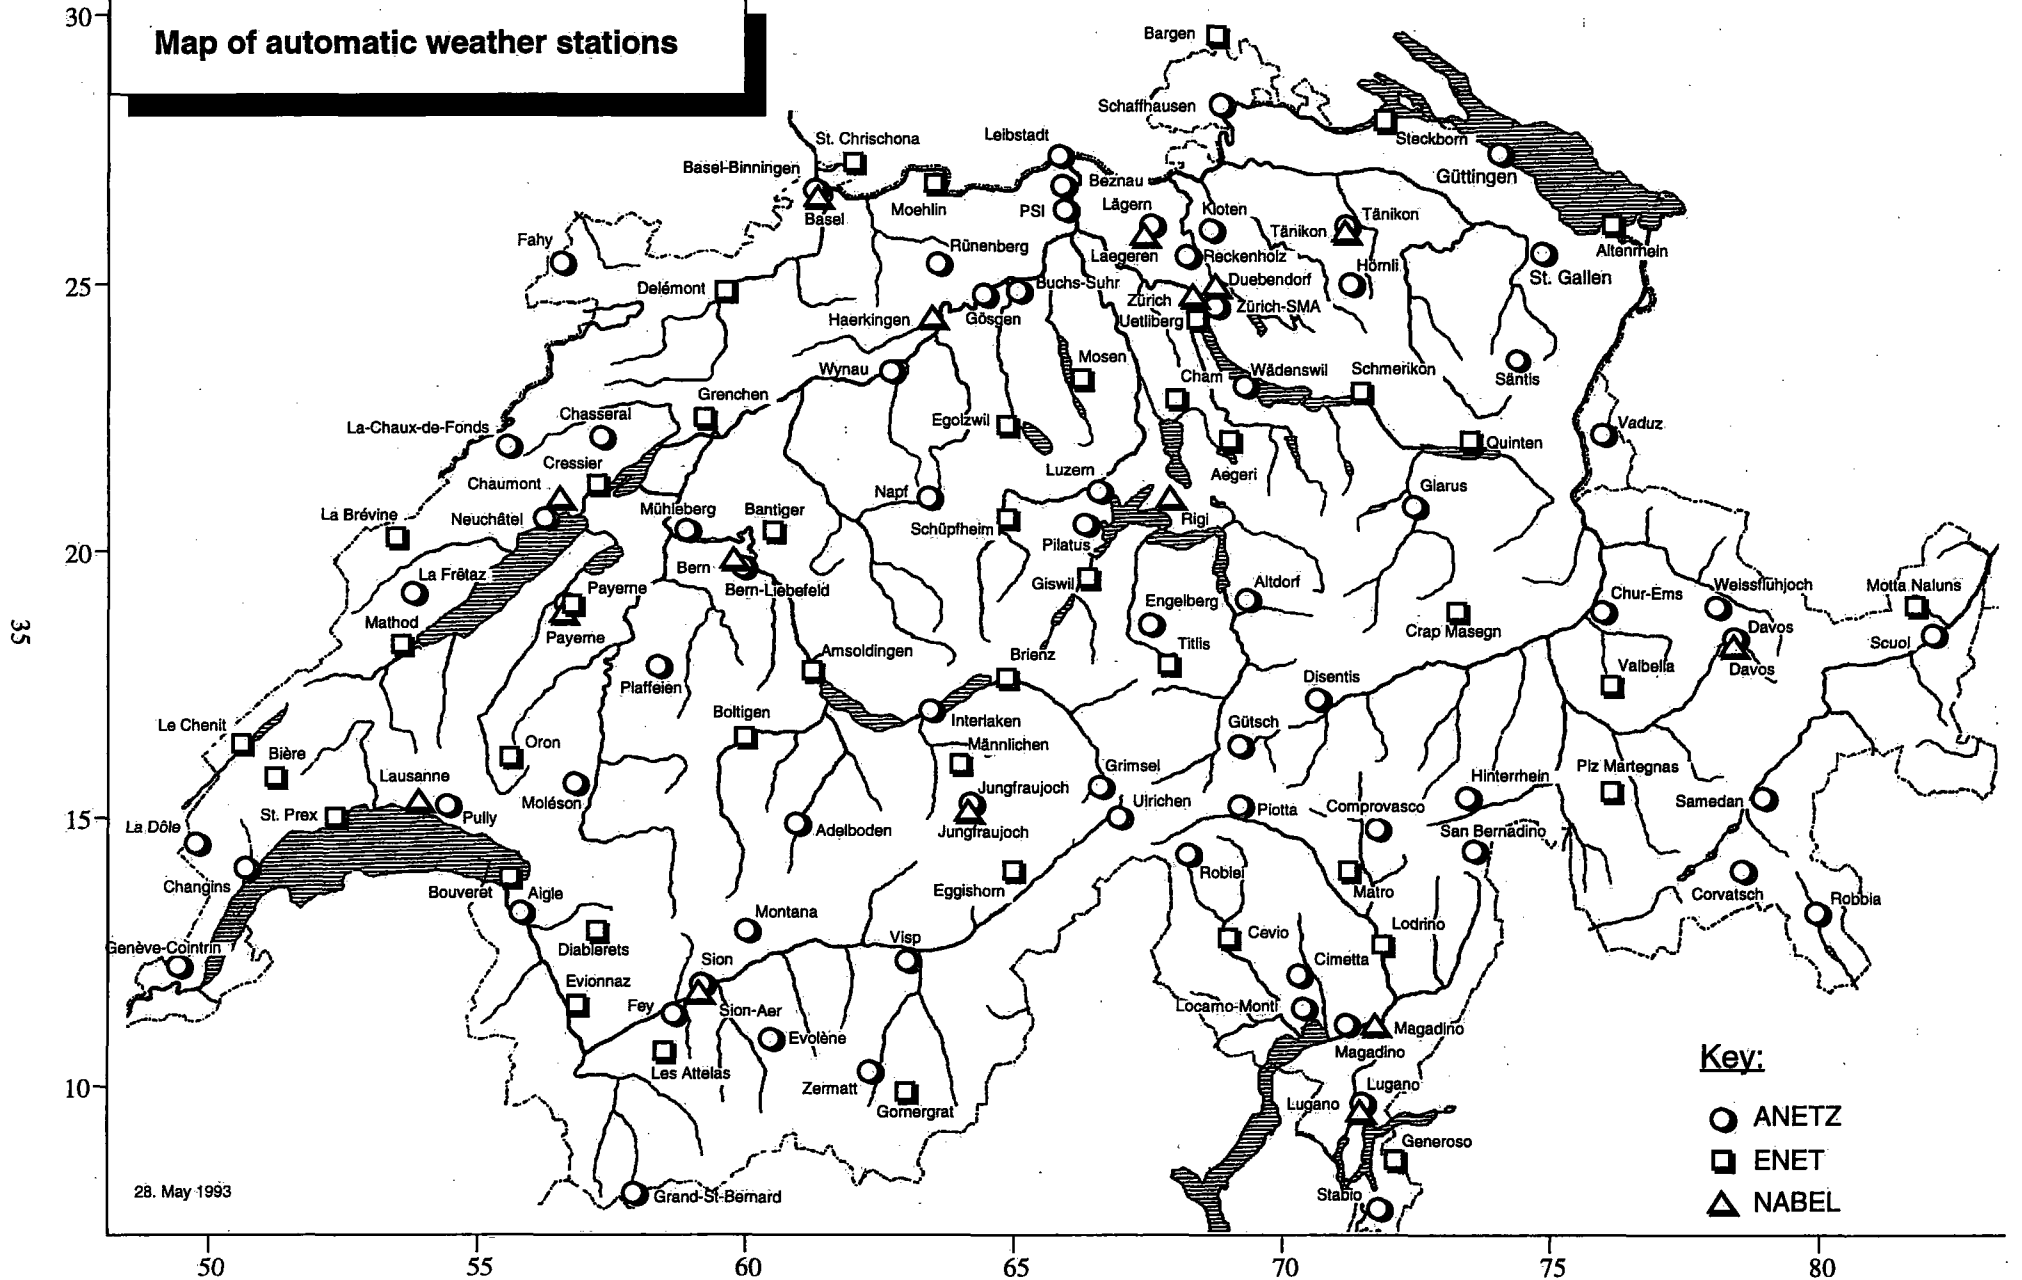 Map of automatic weather stations
30
25
20
15
10
35
Bargen
Schaffhausen
Steckborn
Güttingen
Altenrhein
St. Gallen
St. Chrischona
Leibstadt
Basel-Binningen
Basel
Moehlin
Beznau
PSI
Lägern
Laegeren
Kloten
Tänikon
Tänikon
Reckenholz
Hörnli
Fahy
Rünenberg
Delémont
Buchs-Suhr
Duebendorf
Zürich
Zürich-SMA
Uetliberg
Haerkingen
Gösgen
Wynau
Mosen
Cham
Wädenswil
Schmerikon
Säntis
Grenchen
Chasseral
La-Chaux-de-Fonds
Egolzwil
Vaduz
Quinten
Cressier
Chaumont
Luzern
Aegeri
Glarus
Napf
La Brévine
Neuchâtel
Mühleberg
Bantiger
Schüpfheim
Rigi
Pilatus
Bern
Bern-Liebefeld
La Frêtaz
Payerne
Giswil
Altdorf
Chur-Ems
Weissfluhjoch
Motta Naluns
Mathod
Payerne
Engelberg
Crap Masegn
Davos
Scuol
Titlis
Amsoldingen
Brienz
Plaffeien
Valbella
Davos
Disentis
Le Chenit
Boltigen
Interlaken
Gütsch
Bière
Oron
Männlichen
Lausanne
Moléson
Jungfraujoch
Grimsel
Hinterrhein
Piz Martegnas
St. Prex
Pully
Ulrichen
Piotta
Comprovasco
Samedan
La Dôle
Adelboden
Jungfraujoch
San Bernadino
Changins
Bouveret
Aigle
Eggishorn
Robiei
Matro
Corvatsch
Robbia
Montana
Diablerets
Visp
Cevio
Lodrino
Genève-Cointrin
Sion
Cimetta
Evionnaz
Fey
Sion-Aer
Locarno-Monti
Magadino
Evolène
Magadino
Les Attelas
Zermatt
Gornergrat
Lugano
Lugano
Generoso
Stabio
Grand-St-Bernard
28. May 1993
Key:
ANETZ
ENET
NABEL
50
55
60
65
70
75
80